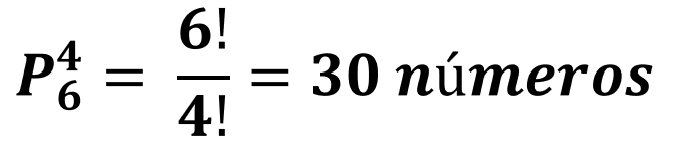 P_6^4 = 6!/4! = 30 números